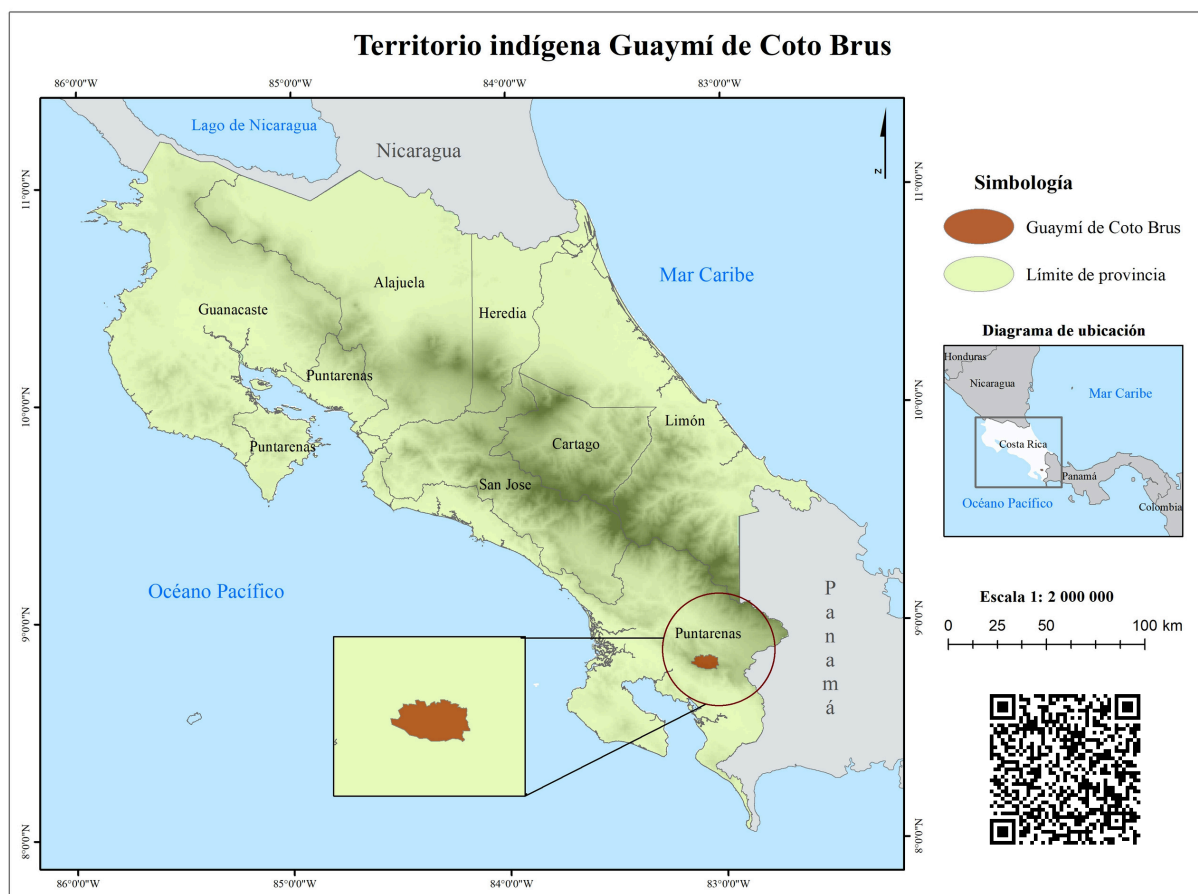 Territorio indígena Guaymí de Coto Brus
86°0'0"W 85°0'0"W 84°0'0"W 83°0'0"W
Lago de Nicaragua
Nicaragua
z
11°0'0"N 11°0'0"N
Mar Caribe
Alajuela
Guanacaste
Heredia
Puntarenas
10°0'0"N 10°0'0"N
Limón
Cartago
Puntarenas
San Jose
Océano Pacífico
9°0'0"N 9°0'0"N
Puntarenas
Panamá
8°0'0"N 8°0'0"N
86°0'0"W 85°0'0"W 84°0'0"W 83°0'0"W
Simbología
Guaymí de Coto Brus
Límite de provincia
Diagrama de ubicación
Honduras
Nicaragua
Mar Caribe
Costa Rica
Panamá
Océano Pacífico
Colombia
Escala 1: 2 000 000
0 25 50 100 km